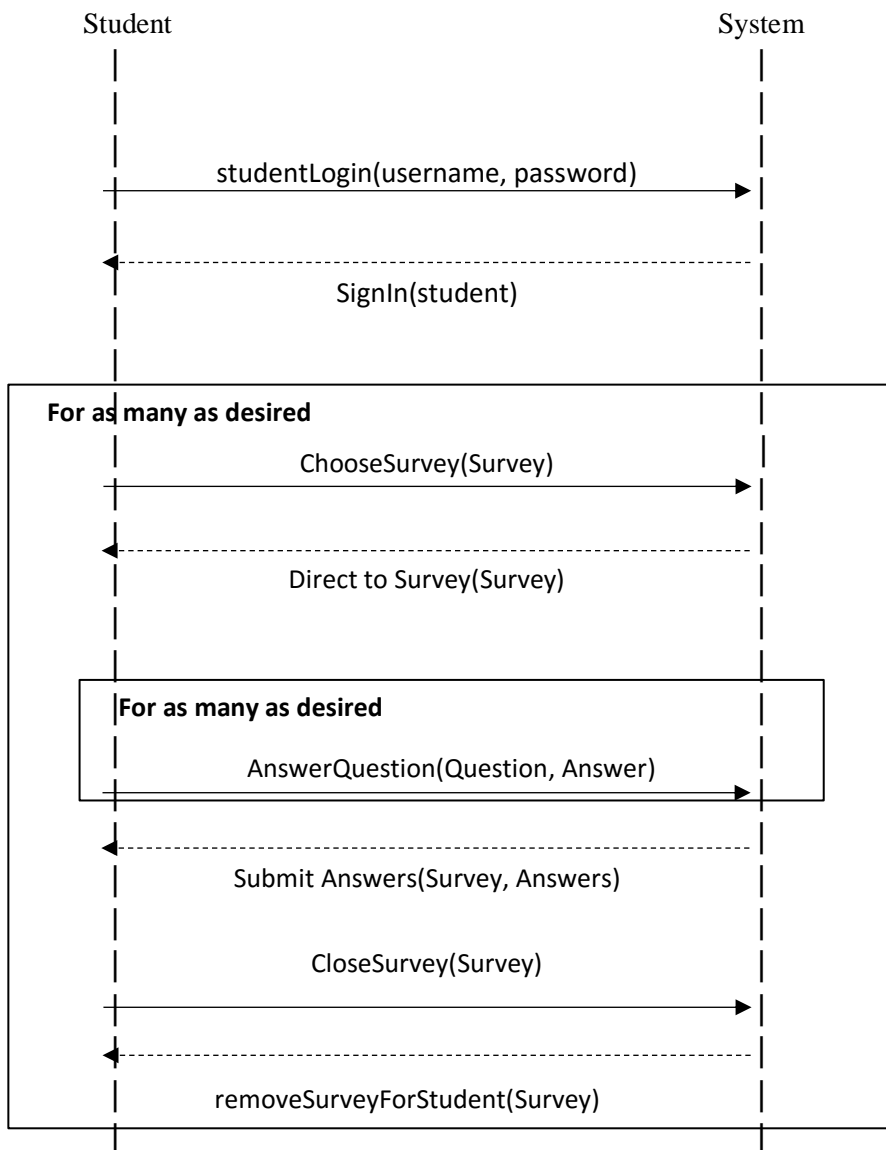 Student
System
studentLogin(username, password)
SignIn(student)
For as many as desired
ChooseSurvey(Survey)
Direct to Survey(Survey)
For as many as desired
AnswerQuestion(Question, Answer)
Submit Answers(Survey, Answers)
CloseSurvey(Survey)
removeSurveyForStudent(Survey)